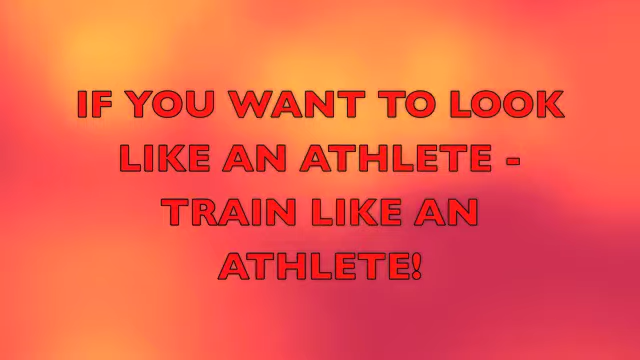 IF YOU WANT TO LOOK
LIKE AN ATHLETE -
TRAIN LIKE AN
ATHLETE!